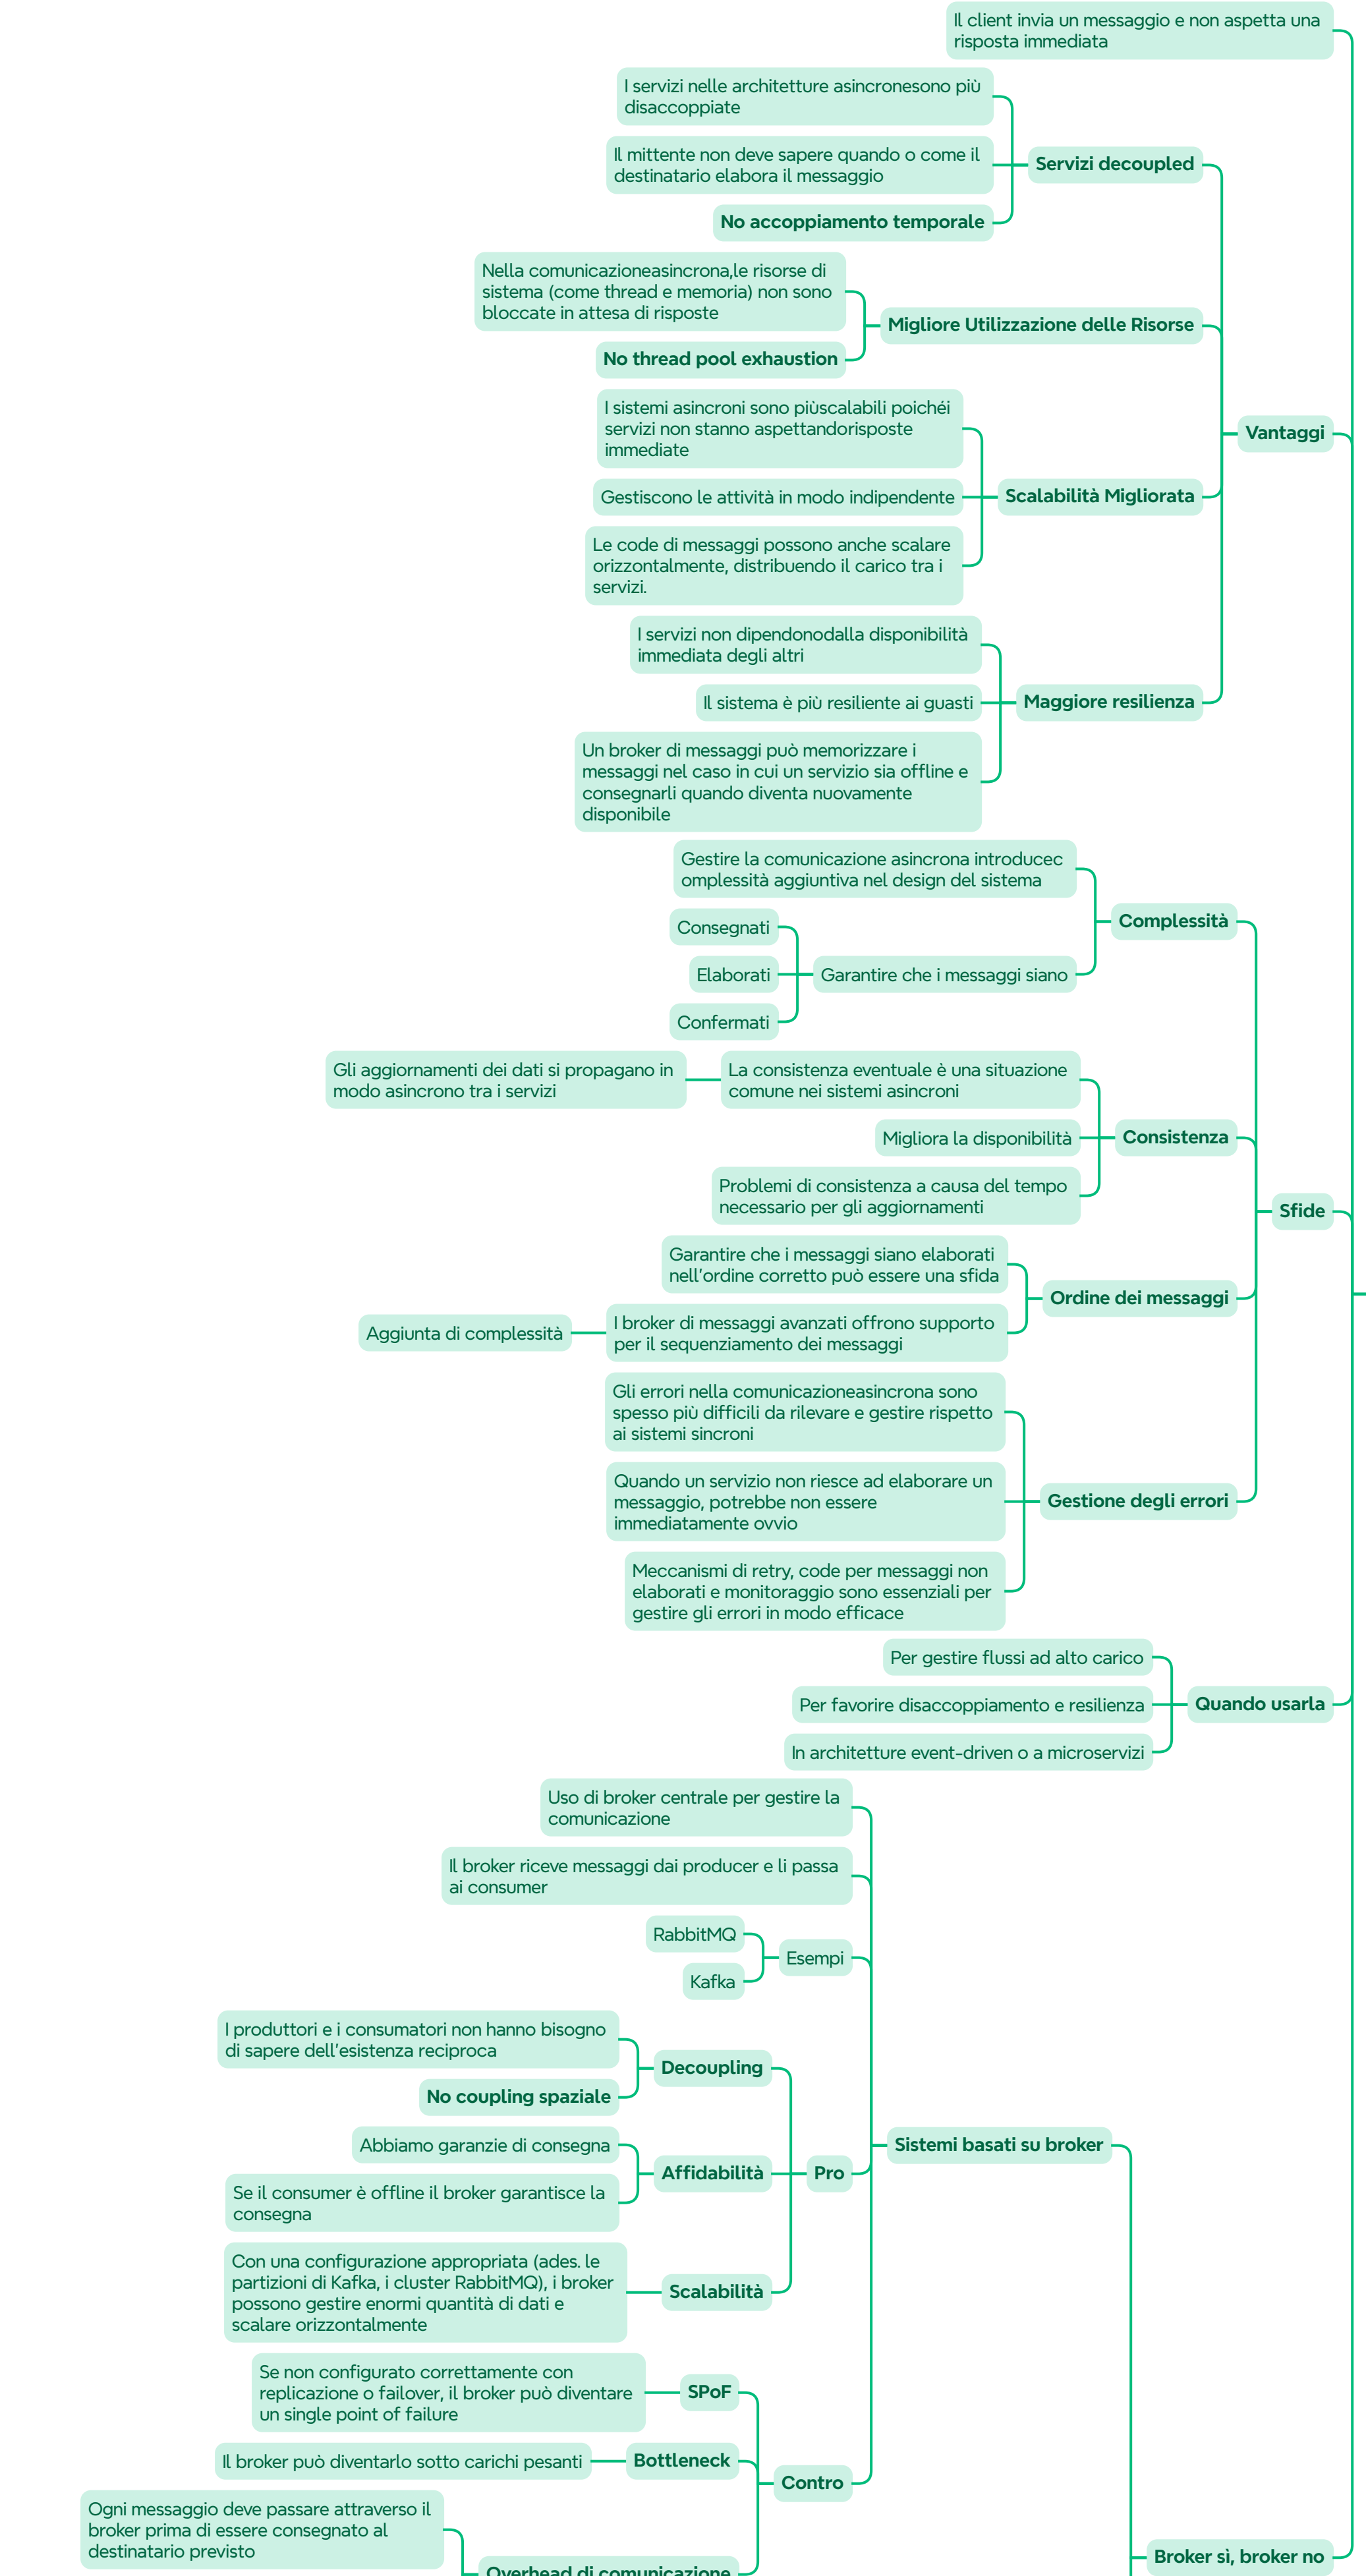 Il client invia un messaggio e non aspetta una
risposta immediata
I servizi nelle architetture asincronesono più
disaccoppiate
Il mittente non deve sapere quando o come il
destinatario elabora il messaggio
Servizi decoupled
No accoppiamento temporale
Nella comunicazioneasincrona,le risorse di
sistema (come thread e memoria) non sono
bloccate in attesa di risposte
Migliore Utilizzazione delle Risorse
No thread pool exhaustion
I sistemi asincroni sono piùscalabili poichéi
servizi non stanno aspettandorisposte
immediate
Vantaggi
Gestiscono le attività in modo indipendente
Scalabilità Migliorata
Le code di messaggi possono anche scalare
orizzontalmente, distribuendo il carico tra i
servizi.
I servizi non dipendonodalla disponibilità
immediata degli altri
Il sistema è più resiliente ai guasti
Maggiore resilienza
Un broker di messaggi può memorizzare i
messaggi nel caso in cui un servizio sia offline e
consegnarli quando diventa nuovamente
disponibile
Gestire la comunicazione asincrona introducec
omplessità aggiuntiva nel design del sistema
Complessità
Consegnati
Elaborati
Garantire che i messaggi siano
Confermati
Gli aggiornamenti dei dati si propagano in
modo asincrono tra i servizi
La consistenza eventuale è una situazione
comune nei sistemi asincroni
Migliora la disponibilità
Consistenza
Problemi di consistenza a causa del tempo
necessario per gli aggiornamenti
Sfide
Garantire che i messaggi siano elaborati
nell'ordine corretto può essere una sfida
Ordine dei messaggi
Aggiunta di complessità
I broker di messaggi avanzati offrono supporto
per il sequenziamento dei messaggi
Gli errori nella comunicazioneasincrona sono
spesso più difficili da rilevare e gestire rispetto
ai sistemi sincroni
Quando un servizio non riesce ad elaborare un
messaggio, potrebbe non essere
immediatamente ovvio
Gestione degli errori
Meccanismi di retry, code per messaggi non
elaborati e monitoraggio sono essenziali per
gestire gli errori in modo efficace
Per gestire flussi ad alto carico
Per favorire disaccoppiamento e resilienza
Quando usarla
In architetture event-driven o a microservizi
Uso di broker centrale per gestire la
comunicazione
Il broker riceve messaggi dai producer e li passa
ai consumer
RabbitMQ
Esempi
Kafka
I produttori e i consumatori non hanno bisogno
di sapere dell'esistenza reciproca
Decoupling
No coupling spaziale
Abbiamo garanzie di consegna
Affidabilità
Pro
Sistemi basati su broker
Se il consumer è offline il broker garantisce la
consegna
Con una configurazione appropriata (ades. le
partizioni di Kafka, i cluster RabbitMQ), i broker
possono gestire enormi quantità di dati e
scalare orizzontalmente
Scalabilità
Se non configurato correttamente con
replicazione o failover, il broker può diventare
un single point of failure
SPoF
Il broker può diventarlo sotto carichi pesanti
Bottleneck
Contro
Ogni messaggio deve passare attraverso il
broker prima di essere consegnato al
destinatario previsto
Overhead di comunicazione
Broker sì, broker no